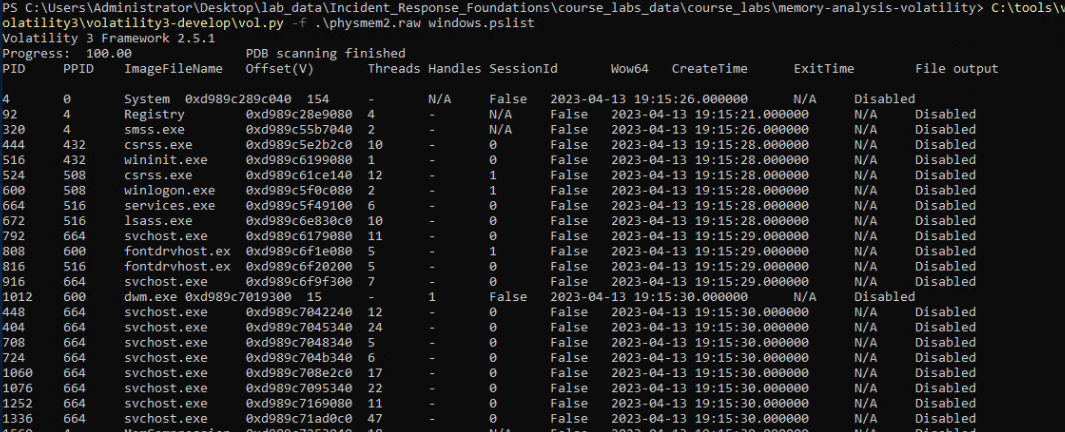 PS C:\Users\Administrator\Desktop\lab_data\Incident_Response_Foundations\course_labs_data\course_labs\memory-analysis-volatility> C:\tools\v
olatility3\volatility3-develop\vol.py -f .\physmem2.raw windows.pslist
Volatility 3 Framework 2.5.1
Progress: 100.00 PDB scanning finished
PID PPID ImageFileName Offset(V) Threads Handles SessionId Wow64 CreateTime ExitTime File output
4 0 System 0xd989c289c040 154 - N/A False 2023-04-13 19:15:26.000000 N/A Disabled
92 4 Registry 0xd989c28e9080 4 - N/A False 2023-04-13 19:15:21.000000 N/A Disabled
320 4 smss.exe 0xd989c55b7040 2 - N/A False 2023-04-13 19:15:26.000000 N/A Disabled
444 432 csrss.exe 0xd989c5e2b2c0 10 - 0 False 2023-04-13 19:15:28.000000 N/A Disabled
516 432 wininit.exe 0xd989c6199080 1 - 0 False 2023-04-13 19:15:28.000000 N/A Disabled
524 508 csrss.exe 0xd989c61ce140 12 - 1 False 2023-04-13 19:15:28.000000 N/A Disabled
600 508 winlogon.exe 0xd989c5f0c080 2 - 1 False 2023-04-13 19:15:28.000000 N/A Disabled
664 516 services.exe 0xd989c5f49100 6 - 0 False 2023-04-13 19:15:28.000000 N/A Disabled
672 516 lsass.exe 0xd989c6e830c0 10 - 0 False 2023-04-13 19:15:28.000000 N/A Disabled
792 664 svchost.exe 0xd989c6179080 11 - 0 False 2023-04-13 19:15:29.000000 N/A Disabled
808 600 fontdrvhost.ex 0xd989c6f1e080 5 - 1 False 2023-04-13 19:15:29.000000 N/A Disabled
816 516 fontdrvhost.ex 0xd989c6f20200 5 - 0 False 2023-04-13 19:15:29.000000 N/A Disabled
916 664 svchost.exe 0xd989c6f9f300 7 - 0 False 2023-04-13 19:15:29.000000 N/A Disabled
1012 600 dwm.exe 0xd989c7019300 15 - 1 False 2023-04-13 19:15:30.000000 N/A Disabled
448 664 svchost.exe 0xd989c7042240 12 - 0 False 2023-04-13 19:15:30.000000 N/A Disabled
404 664 svchost.exe 0xd989c7045340 24 - 0 False 2023-04-13 19:15:30.000000 N/A Disabled
708 664 svchost.exe 0xd989c7048340 5 - 0 False 2023-04-13 19:15:30.000000 N/A Disabled
724 664 svchost.exe 0xd989c704b340 6 - 0 False 2023-04-13 19:15:30.000000 N/A Disabled
1060 664 svchost.exe 0xd989c708e2c0 17 - 0 False 2023-04-13 19:15:30.000000 N/A Disabled
1076 664 svchost.exe 0xd989c7095340 22 - 0 False 2023-04-13 19:15:30.000000 N/A Disabled
1252 664 svchost.exe 0xd989c7169080 11 - 0 False 2023-04-13 19:15:30.000000 N/A Disabled
1336 664 svchost.exe 0xd989c71ad0c0 47 - 0 False 2023-04-13 19:15:30.000000 N/A Disabled